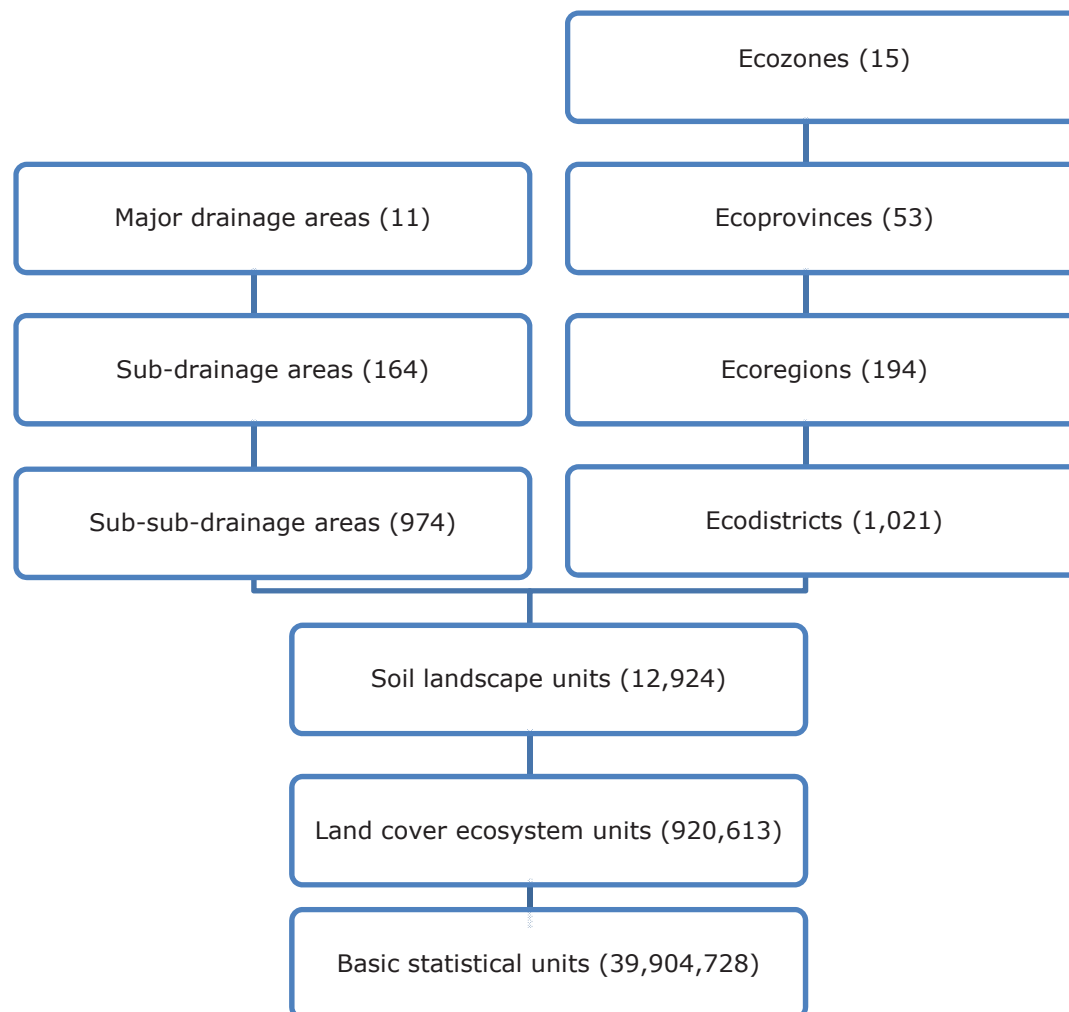 Ecozones (15)
Major drainage areas (11)
Ecoprovinces (53)
Sub-drainage areas (164)
Ecoregions (194)
Sub-sub-drainage areas (974)
Ecodistricts (1,021)
Soil landscape units (12,924)
Land cover ecosystem units (920,613)
Basic statistical units (39,904,728)